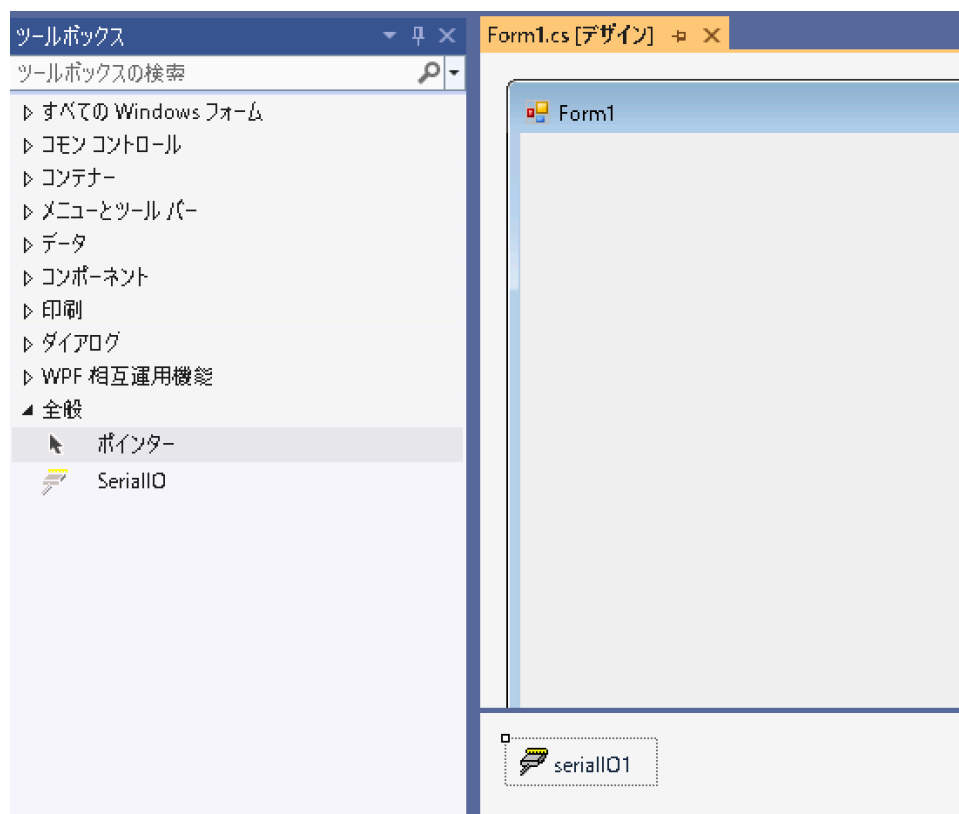 ツールボックス
ツールボックスの検索
すべての Windows フォーム
コモン コントロール
コンテナー
メニューとツール バー
データ
コンポーネント
印刷
ダイアログ
WPF 相互運用機能
全般
ポインター
SerialIO
Form1.cs [デザイン]
Form1
serialIO1